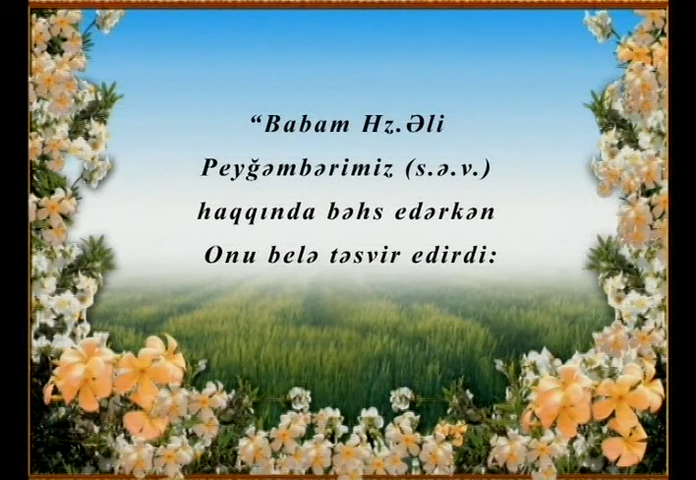 “Babam Hz.Əli
Peyğəmbərimiz (s.ə.v.)
haqqında bəhs edərkən
Onu belə təsvir edirdi: